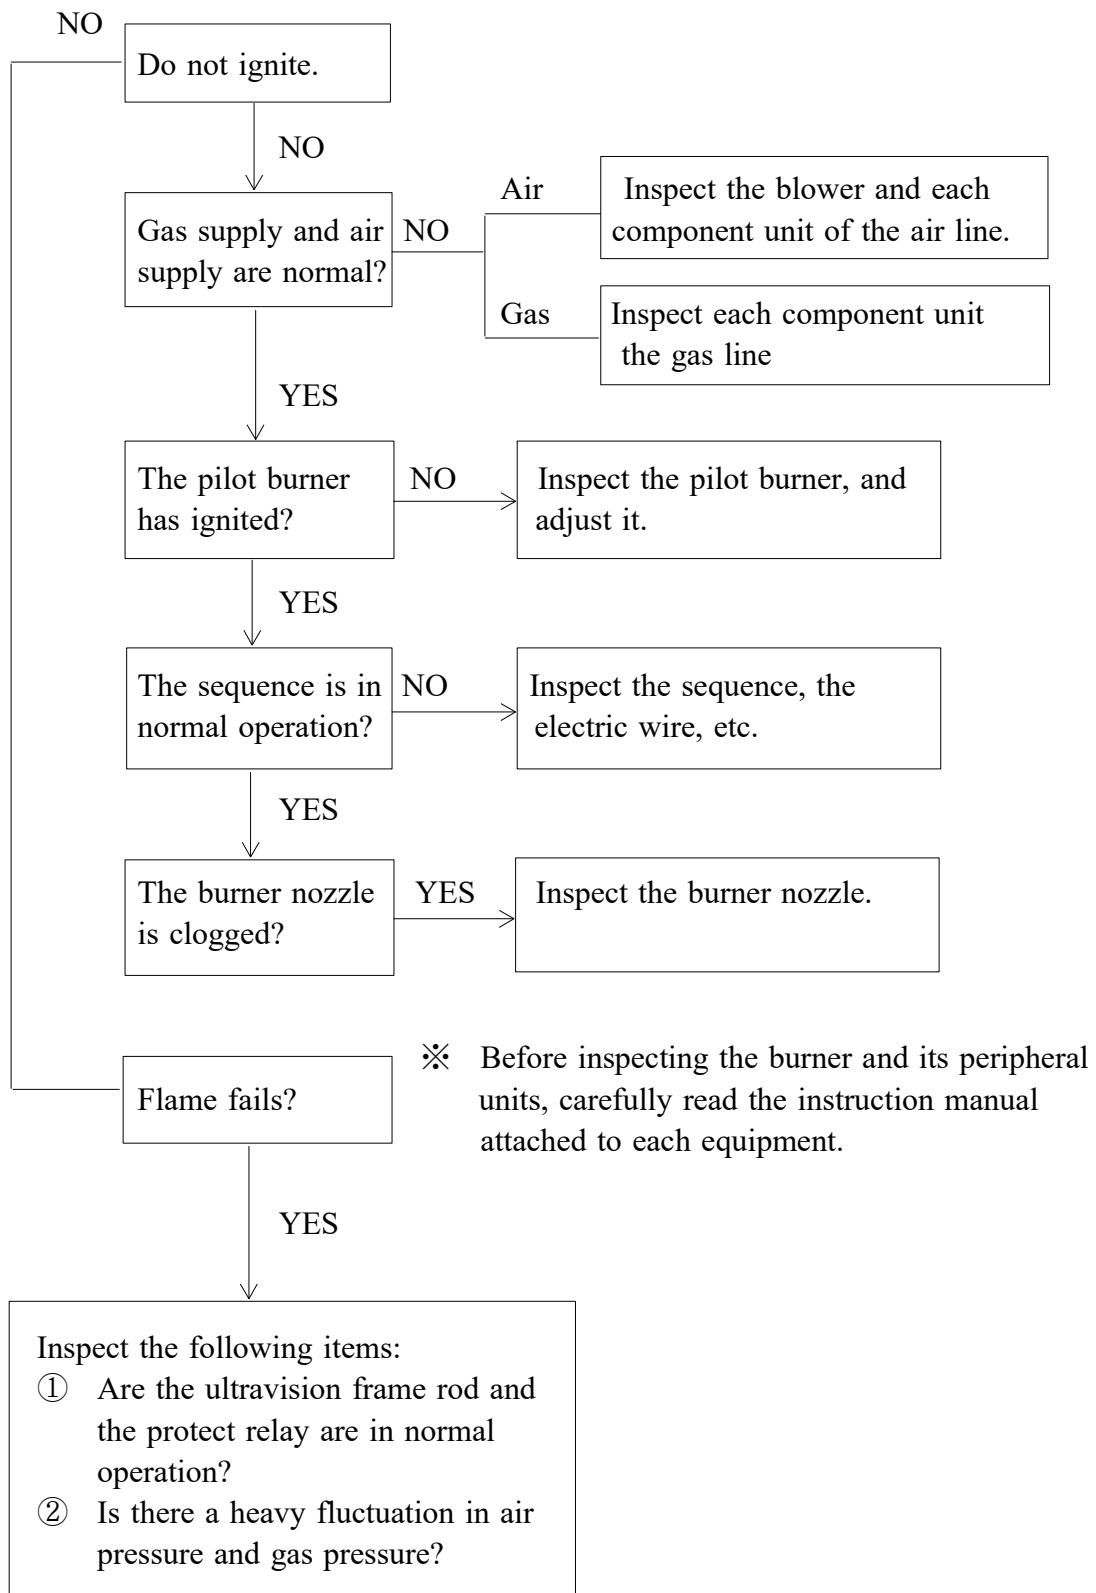 NO
Do not ignite.
NO
Gas supply and air
supply are normal?
NO
Air
Inspect the blower and each
component unit of the air line.
Gas
Inspect each component unit
the gas line
YES
The pilot burner
has ignited?
NO
Inspect the pilot burner, and
adjust it.
YES
The sequence is in
normal operation?
NO
Inspect the sequence, the
electric wire, etc.
YES
The burner nozzle
is clogged?
YES
Inspect the burner nozzle.
Flame fails?
※ Before inspecting the burner and its peripheral
units, carefully read the instruction manual
attached to each equipment.
YES
Inspect the following items:
① Are the ultravision frame rod and
the protect relay are in normal
operation?
② Is there a heavy fluctuation in air
pressure and gas pressure?